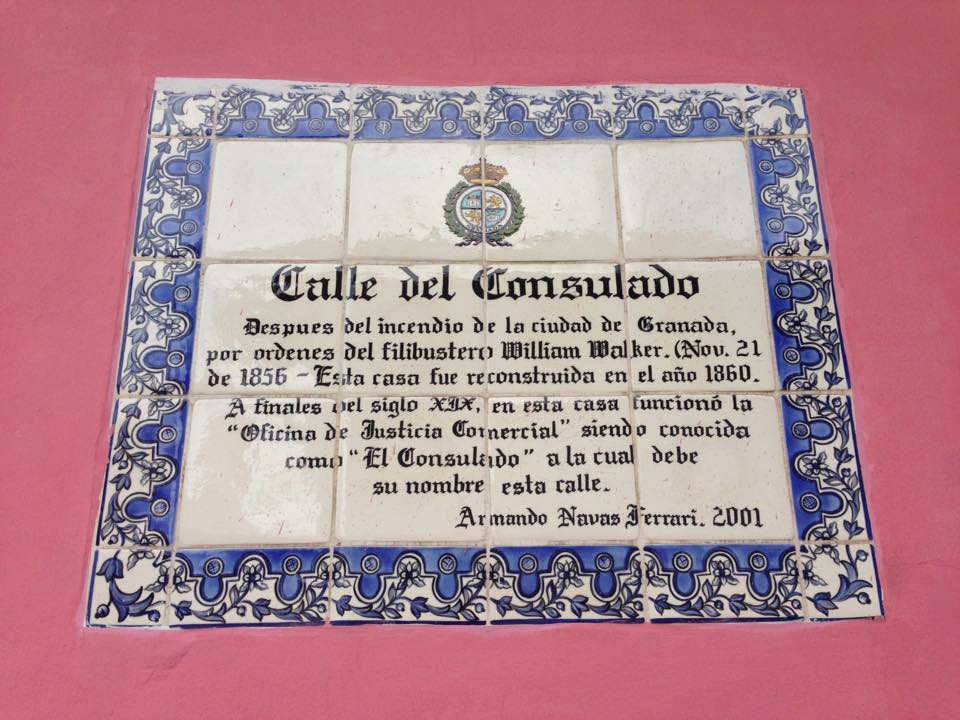 GRANADA
Calle del Consulado
Despues del incendio de la ciudad de Granada,
por ordenes del filibustero William Walker. (Nov. 21
de 1856 - Esta casa fue reconstruida en el año 1860.
A finales del siglo XIX, en esta casa funcionó la
"Oficina de Justicia Comercial" siendo conocida
como "El Consulado" a la cual debe
su nombre esta calle.
Armando Navas Ferrari. 2001